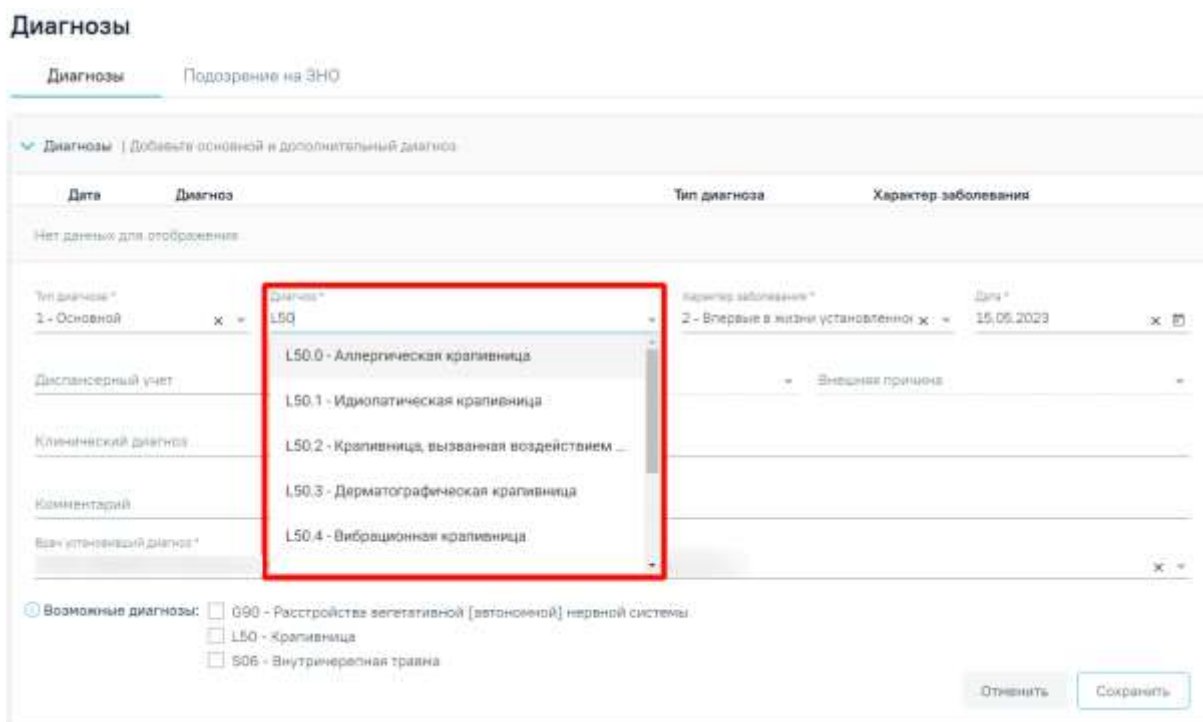 Диагнозы
Диагнозы Подозрение на ЗНО
Диагнозы | Добавьте основной и дополнительный диагноз
Дата Диагноз Тип диагноза Характер заболевания
Нет данных для отображения
Тип диагноза * Диагноз * Характер заболевания * Дата *
1 - Основной L50 2 - Впервые в жизни установленное 15.05.2023
L50.0 - Аллергическая крапивница
Диспансерный учет Внешняя причина
L50.1 - Идиопатическая крапивница
Клинический диагноз
L50.2 - Крапивница, вызванная воздействием ...
L50.3 - Дерматографическая крапивница
Комментарий
L50.4 - Вибрационная крапивница
Врач установивший диагноз *
Возможные диагнозы: G90 - Расстройства вегетативной [автономной] нервной системы
L50 - Крапивница
S06 - Внутричерепная травма
Отменить Сохранить